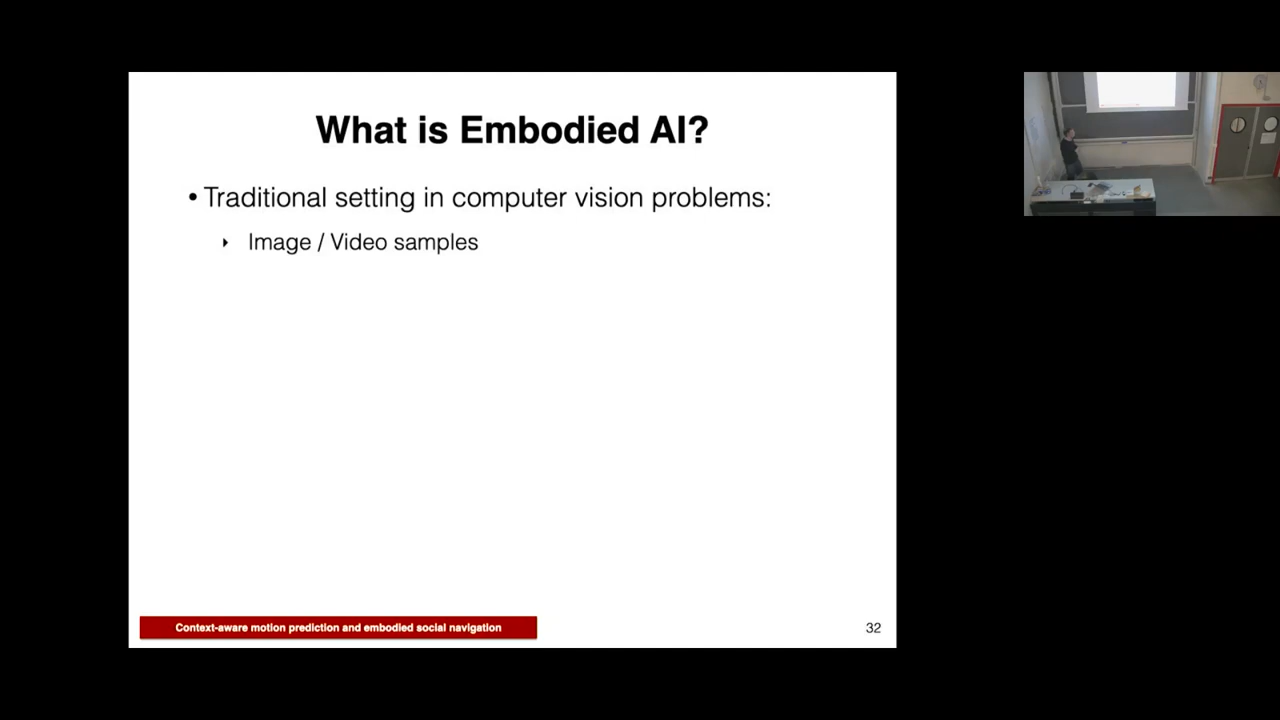 What is Embodied AI?
• Traditional setting in computer vision problems:
‣ Image / Video samples
Context-aware motion prediction and embodied social navigation
32